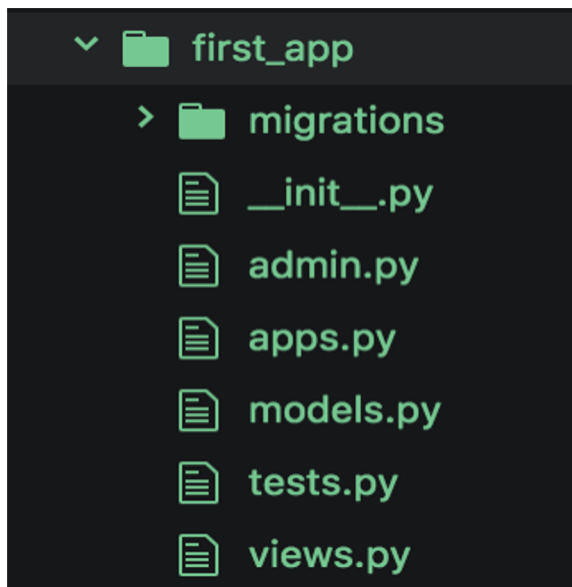 first_app
migrations
__init__.py
admin.py
apps.py
models.py
tests.py
views.py